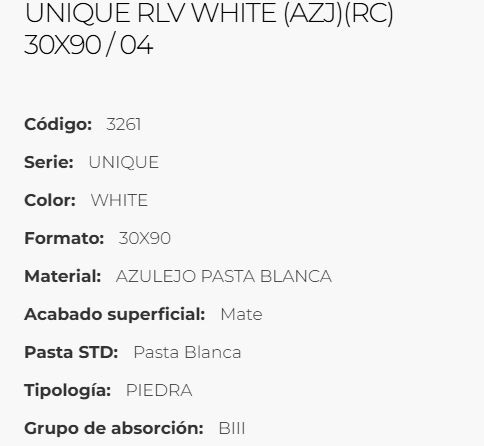 UNIQUE RLV WHITE (AZJ)(RC)
30X90 / 04
Código: 3261
Serie: UNIQUE
Color: WHITE
Formato: 30X90
Material: AZULEJO PASTA BLANCA
Acabado superficial: Mate
Pasta STD: Pasta Blanca
Tipología: PIEDRA
Grupo de absorción: BIII